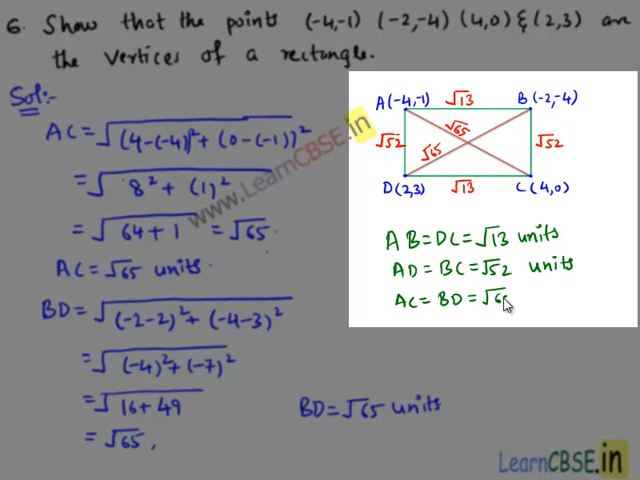 6. Show that the points (-4,-1) (-2,-4) (4,0) & (2,3) are
the vertices of a rectangle.
Sol:-
AC = √(4-(-4))² + (0-(-1))²
= √8² + (1)²
= √64+1 = √65
AC = √65 units.
BD = √(-2-2)² + (-4-3)²
= √(-4)² + (-7)²
= √16+49
= √65,
BD = √65 units
A(-4,-1) √13 B(-2,-4)
√52 √65 √65 √52
D(2,3) √13 C(4,0)
AB = DC = √13 units
AD = BC = √52 units
AC = BD = √6
www.LearnCBSE.in
LearnCBSE.in